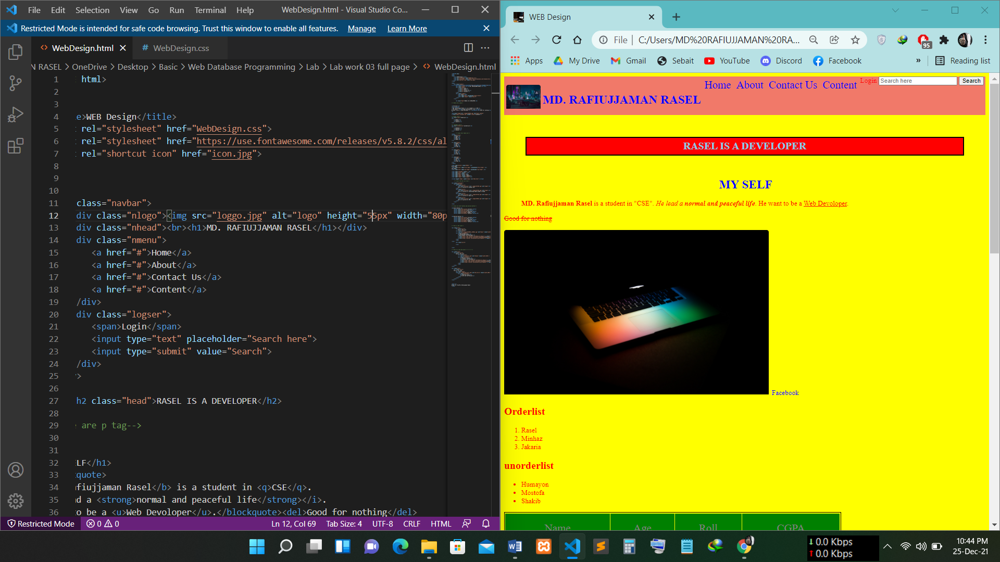 File Edit Selection View Go Run Terminal Help WebDesign.html - Visual Studio Co...
Restricted Mode is intended for safe code browsing. Trust this window to enable all features. Manage Learn More
WebDesign.html # WebDesign.css
N RASEL > OneDrive > Desktop > Basic > Web Database Programming > Lab > Lab work 03 full page > WebDesign.html
1 html>
2
3
4 e>WEB Design</title>
5 rel="stylesheet" href="WebDesign.css">
6 rel="stylesheet" href="https://use.fontawesome.com/releases/v5.8.2/css/al
7 rel="shortcut icon" href="icon.jpg">
8
9
10
11 class="navbar">
12 div class="nlogo"><img src="loggo.jpg" alt="logo" height="55px" width="80p
13 div class="nhead"><br><h1>MD. RAFIUJJAMAN RASEL</h1></div>
14 div class="nmenu">
15 <a href="#">Home</a>
16 <a href="#">About</a>
17 <a href="#">Contact Us</a>
18 <a href="#">Content</a>
19 /div>
20 div class="logser">
21 <span>Login</span>
22 <input type="text" placeholder="Search here">
23 <input type="submit" value="Search">
24 /div>
25 >
26
27 h2 class="head">RASEL IS A DEVELOPER</h2>
28
29 are p tag-->
30
31
32 LF</h1>
33 quote>
34 fiujjaman Rasel</b> is a student in <q>CSE</q>.
35 d a <strong>normal and peaceful life</strong></i>.
36 o be a <u>Web Devoloper</u>.</blockquote><del>Good for nothing</del>
Restricted Mode 0 0 Ln 12, Col 69 Tab Size: 4 UTF-8 CRLF HTML
WEB Design
File | C:/Users/MD%20RAFIUJJAMAN%20RA... 95
Apps My Drive Gmail Sebait YouTube Discord Facebook » Reading list
Home About Contact Us Content Login Search here Search
MD. RAFIUJJAMAN RASEL
RASEL IS A DEVELOPER
MY SELF
MD. Rafiujjaman Rasel is a student in "CSE". He lead a normal and peaceful life. He want to be a Web Devoloper.
Good for nothing
Facebook
Orderlist
1. Rasel
2. Minhaz
3. Jakaria
unorderlist
• Humayon
• Mostofa
• Shakib
Name Age Roll CGPA
0.0 Kbps
0.0 Kbps
10:44 PM
25-Dec-21